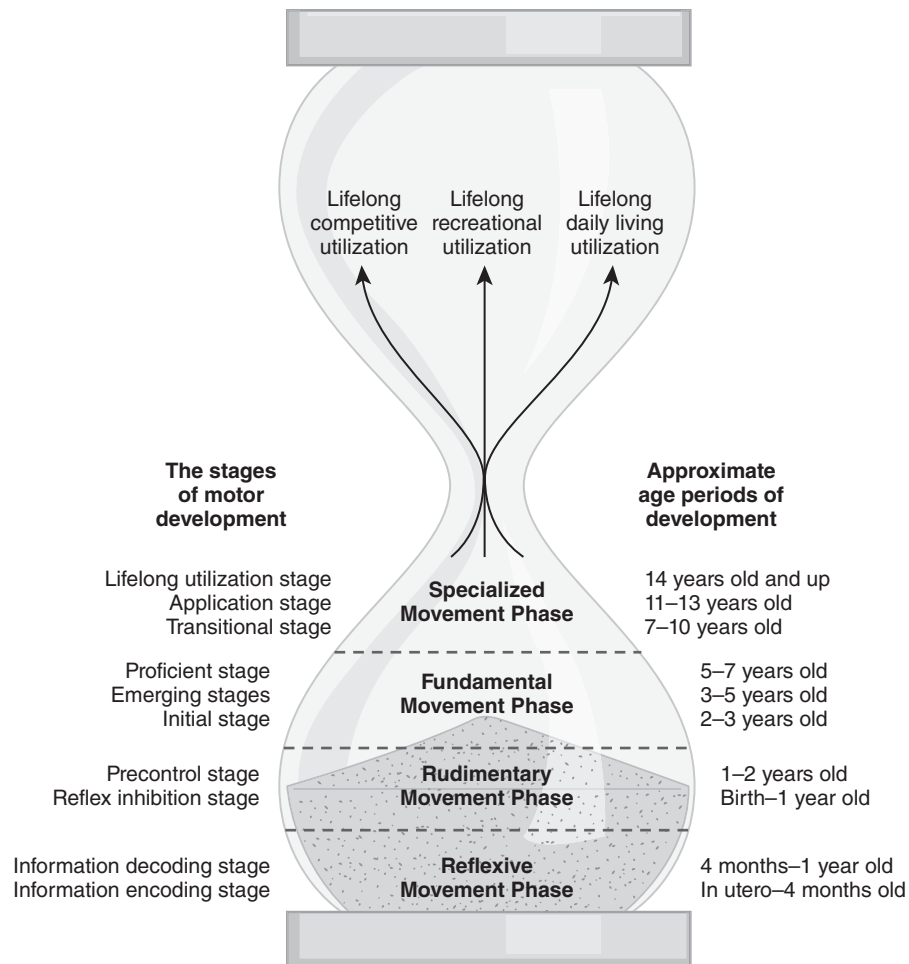 Lifelong
competitive
utilization
Lifelong
recreational
utilization
Lifelong
daily living
utilization
The stages
of motor
development
Approximate
age periods of
development
Lifelong utilization stage
Application stage
Transitional stage
Specialized
Movement Phase
14 years old and up
11–13 years old
7–10 years old
Proficient stage
Emerging stages
Initial stage
Fundamental
Movement Phase
5–7 years old
3–5 years old
2–3 years old
Precontrol stage
Reflex inhibition stage
Rudimentary
Movement Phase
1–2 years old
Birth–1 year old
Information decoding stage
Information encoding stage
Reflexive
Movement Phase
4 months–1 year old
In utero–4 months old